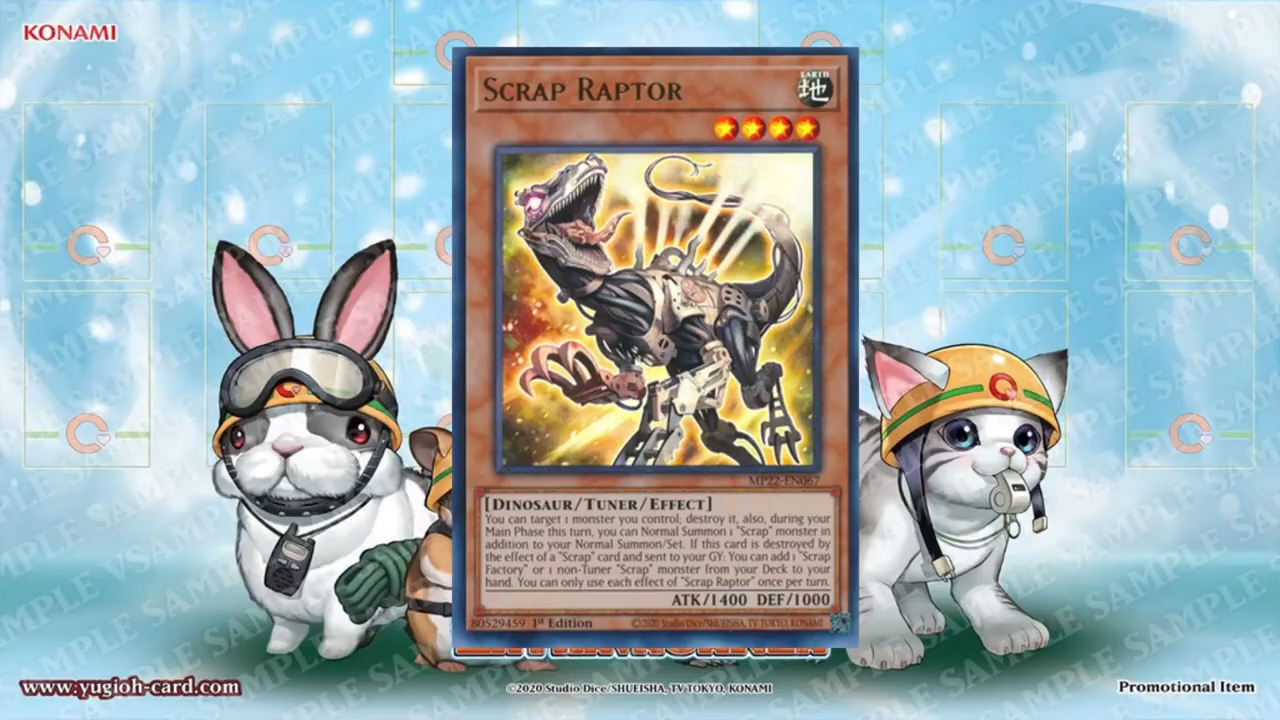 KONAMI
SCRAP RAPTOR
EARTH
地
MP22-EN067
[DINOSAUR/TUNER/EFFECT]
You can target 1 monster you control; destroy it, also, during your
Main Phase this turn, you can Normal Summon 1 "Scrap" monster in
addition to your Normal Summon/Set. If this card is destroyed by
the effect of a "Scrap" card and sent to your GY: You can add 1 "Scrap
Factory" or 1 non-Tuner "Scrap" monster from your Deck to your
hand. You can only use each effect of "Scrap Raptor" once per turn.
ATK/1400 DEF/1000
80529459 1st Edition ©2020 Studio Dice/SHUEISHA, TV TOKYO, KONAMI
www.yugioh-card.com ©2020 Studio Dice/SHUEISHA, TV TOKYO, KONAMI Promotional Item
SAMPLE SAMPLE SAMPLE